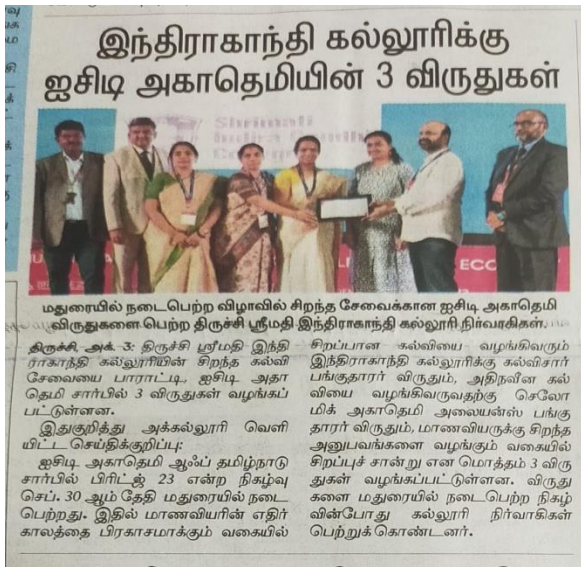 இந்திராகாந்தி கல்லூரிக்கு
ஐசிடி அகாதெமியின் 3 விருதுகள்
Shrimati
Indira Gandhi
College
மதுரையில் நடைபெற்ற விழாவில் சிறந்த சேவைக்கான ஐசிடி அகாதெமி
விருதுகளை பெற்ற திருச்சி ஸ்ரீமதி இந்திராகாந்தி கல்லூரி நிர்வாகிகள்.
திருச்சி, அக். 3: திருச்சி ஸ்ரீமதி இந்தி
ராகாந்தி கல்லூரியின் சிறந்த கல்வி
சேவையை பாராட்டி, ஐசிடி அதா
தெமி சார்பில் 3 விருதுகள் வழங்கப்
பட்டுள்ளன.
இதுகுறித்து அக்கல்லூரி வெளி
யிட்ட செய்திக்குறிப்பு:
ஐசிடி அகாதெமி ஆஃப் தமிழ்நாடு
சார்பில் பிரிட்ஜ் 23 என்ற நிகழ்வு
செப். 30 ஆம் தேதி மதுரையில் நடை
பெற்றது. இதில் மாணவியரின் எதிர்
காலத்தை பிரகாசமாக்கும் வகையில்
சிறப்பான கல்வியை வழங்கிவரும்
இந்திராகாந்தி கல்லூரிக்கு கல்விசார்
பங்குதாரர் விருதும், அதிநவீன கல்
வியை வழங்கிவருவதற்கு செலோ
மிக் அகாதெமி அலையன்ஸ் பங்கு
தாரர் விருதும், மாணவியருக்கு சிறந்த
அனுபவங்களை வழங்கும் வகையில்
சிறப்புச் சான்று என மொத்தம் 3 விரு
துகள் வழங்கப்பட்டுள்ளன. விருது
களை மதுரையில் நடைபெற்ற நிகழ்
வின்போது கல்லூரி நிர்வாகிகள்
பெற்றுக்கொண்டனர்.